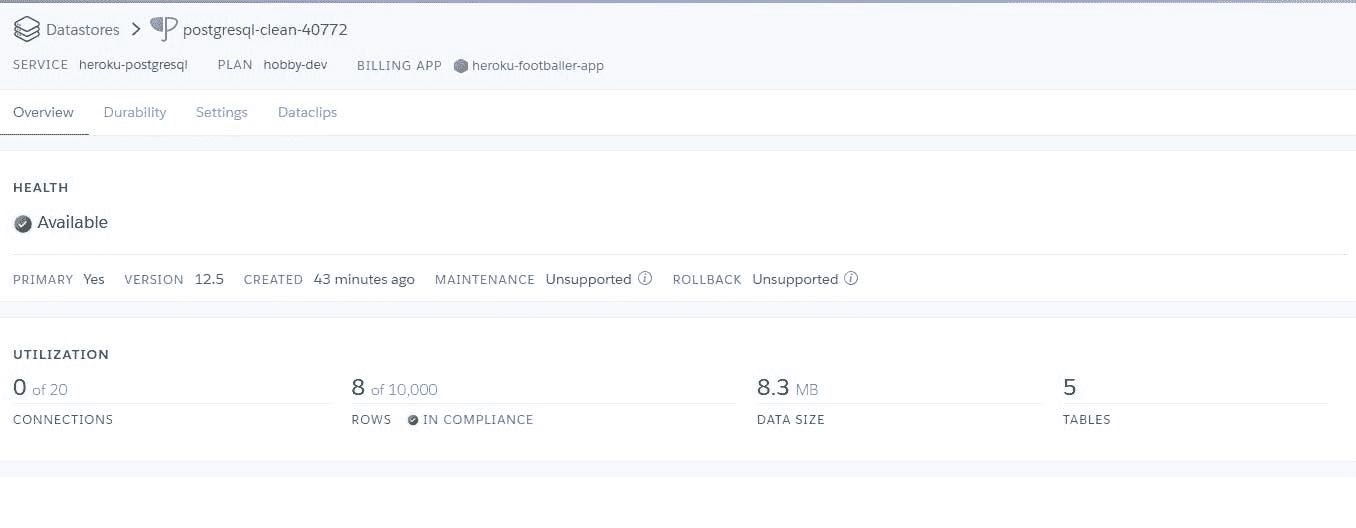 Datastores > postgresql-clean-40772
SERVICE heroku-postgresql PLAN hobby-dev BILLING APP heroku-footballer-app
Overview Durability Settings Dataclips
HEALTH
Available
PRIMARY Yes VERSION 12.5 CREATED 43 minutes ago MAINTENANCE Unsupported ROLLBACK Unsupported
UTILIZATION
0 of 20 8 of 10,000 8.3 MB 5
CONNECTIONS ROWS IN COMPLIANCE DATA SIZE TABLES